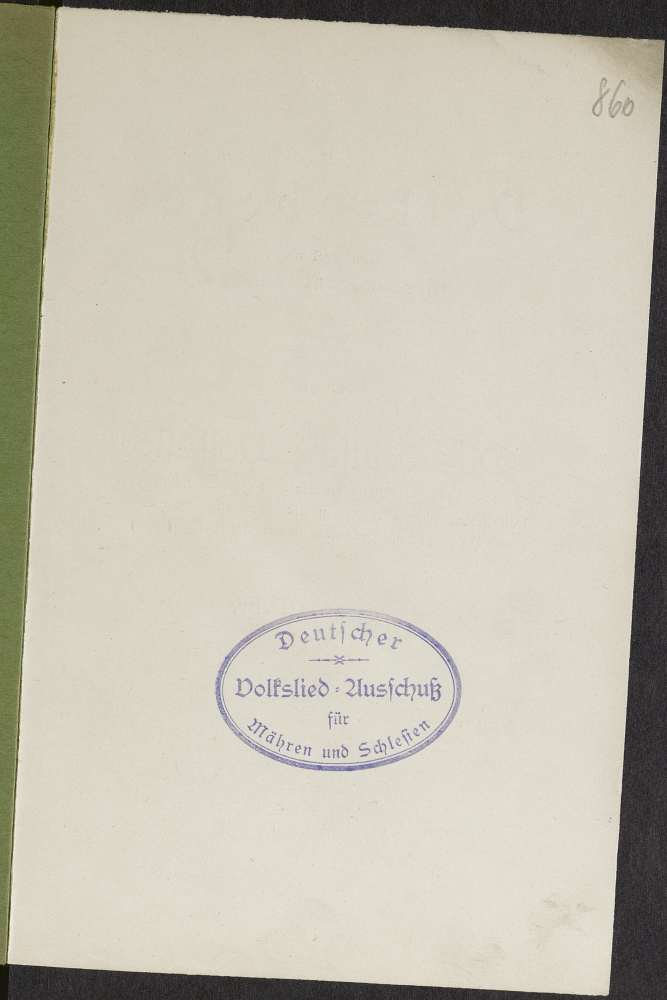 860
Deutscher
Volkslied-Ausschuß
für
Mähren und Schlesien